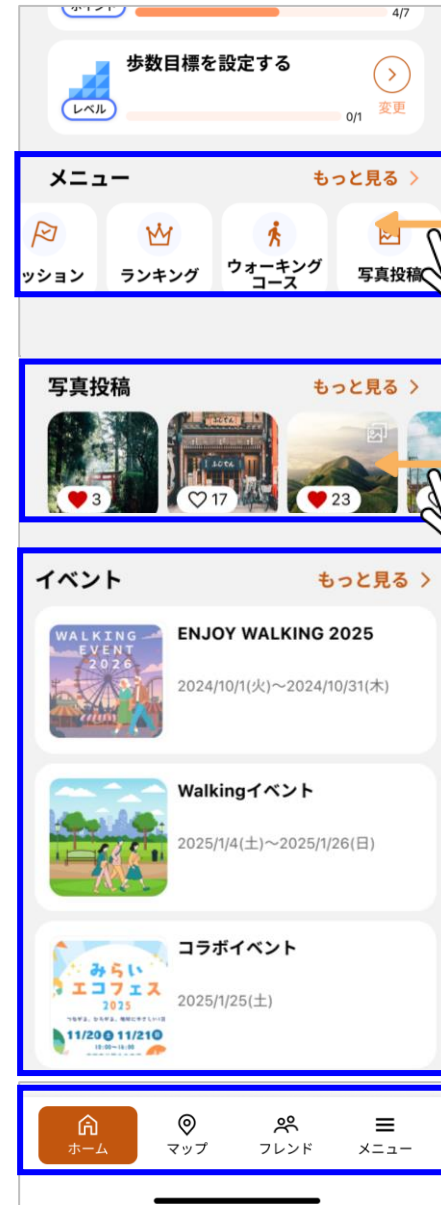 ポイント
4/7
歩数目標を設定する
レベル
0/1
変更
メニュー
もっと見る
ッション
ランキング
ウォーキング
コース
写真投稿
写真投稿
もっと見る
3
17
23
イベント
もっと見る
WALKING
EVENT
2026
ENJOY WALKING 2025
2024/10/1(火)～2024/10/31(木)
Walkingイベント
2025/1/4(土)～2025/1/26(日)
みらい
エコフェス
2025
11/20 11/21
10:00~16:00
コラボイベント
2025/1/25(土)
ホーム
マップ
フレンド
メニュー